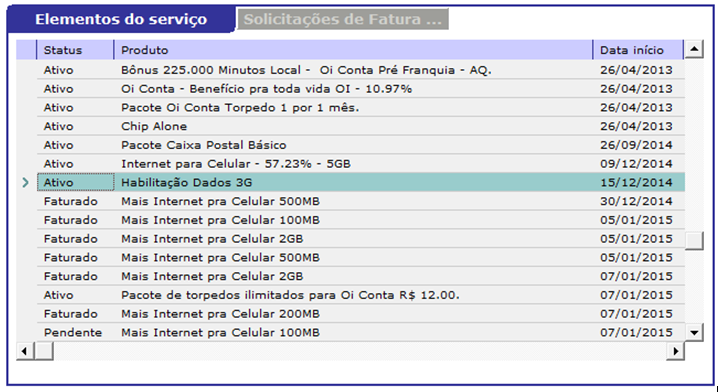 Elementos do serviço Solicitações de Fatura ...
Status Produto Data início
Ativo Bônus 225.000 Minutos Local - Oi Conta Pré Franquia - AQ. 26/04/2013
Ativo Oi Conta - Benefício pra toda vida OI - 10.97% 26/04/2013
Ativo Pacote Oi Conta Torpedo 1 por 1 mês. 26/04/2013
Ativo Chip Alone 26/04/2013
Ativo Pacote Caixa Postal Básico 26/09/2014
Ativo Internet para Celular - 57.23% - 5GB 09/12/2014
Ativo Habilitação Dados 3G 15/12/2014
Faturado Mais Internet pra Celular 500MB 30/12/2014
Faturado Mais Internet pra Celular 100MB 05/01/2015
Faturado Mais Internet pra Celular 2GB 05/01/2015
Faturado Mais Internet pra Celular 500MB 05/01/2015
Faturado Mais Internet pra Celular 2GB 07/01/2015
Ativo Pacote de torpedos ilimitados para Oi Conta R$ 12.00. 07/01/2015
Faturado Mais Internet pra Celular 200MB 07/01/2015
Pendente Mais Internet pra Celular 100MB 07/01/2015